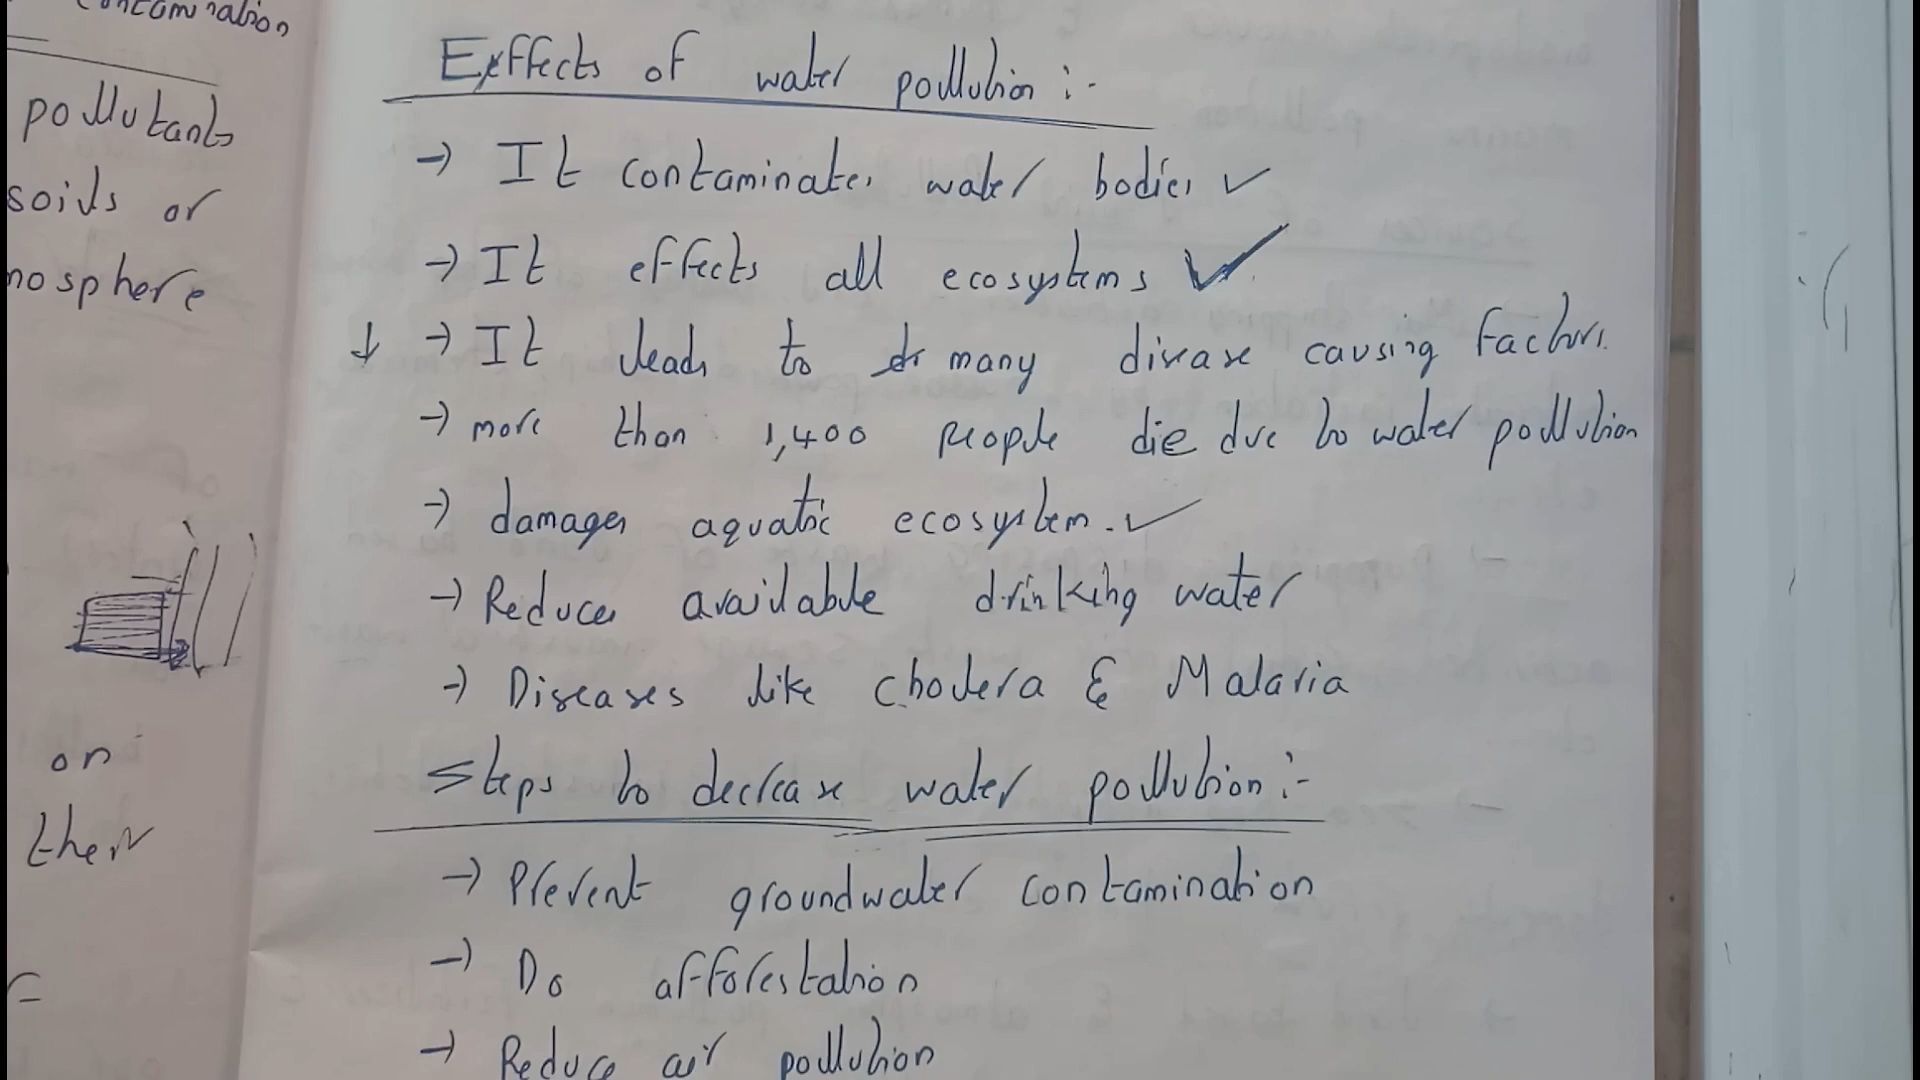 contamination
pollutants
soils or
nosphere
on
then
Effects of water pollution :-
→ It contaminates water bodies ✓
→ It effects all ecosystems ✓
↓ → It leads to many disease causing factors.
→ more than 1,400 people die due to water pollution
→ damages aquatic ecosystem. ✓
→ Reduces available drinking water
→ Diseases like cholera & Malaria
Steps to decrease water pollution :-
→ Prevent groundwater contamination
→ Do afforestation
→ Reduce air pollution